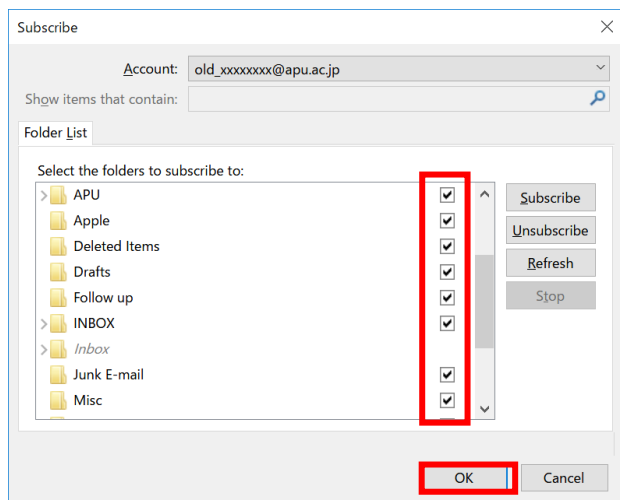 Subscribe
Account: old_xxxxxxxx@apu.ac.jp
Show items that contain:
Folder List
Select the folders to subscribe to:
APU
Apple
Deleted Items
Drafts
Follow up
INBOX
Inbox
Junk E-mail
Misc
Subscribe
Unsubscribe
Refresh
Stop
OK Cancel